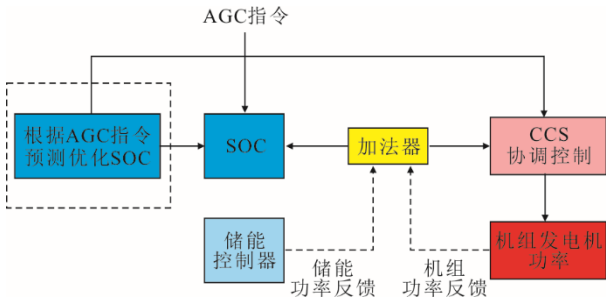 AGC指令
根据AGC指令
预测优化SOC
SOC
加法器
CCS
协调控制
储能
控制器
储能
功率反馈
机组
功率反馈
机组发电机
功率